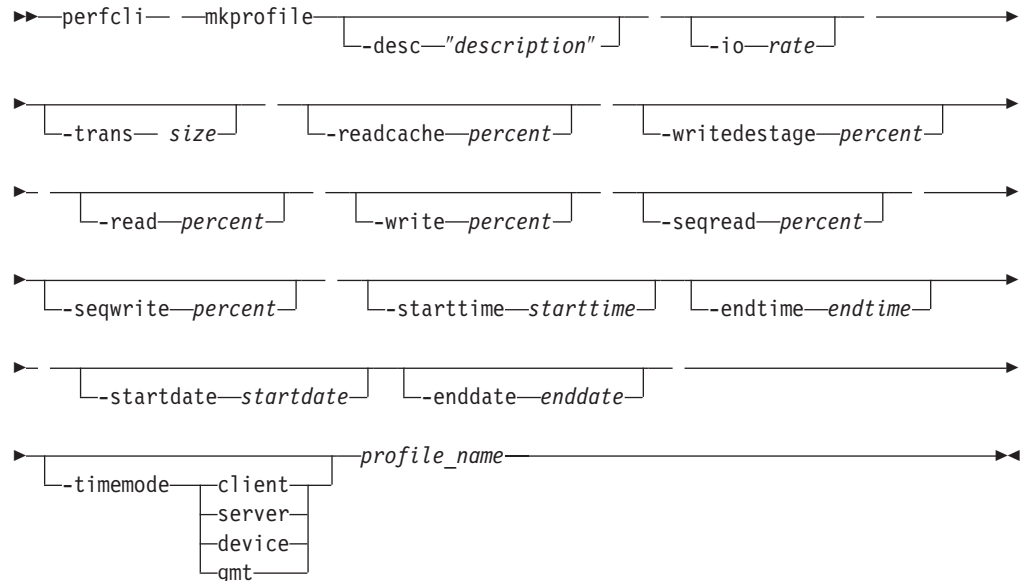 perfcli mkprofile
-desc "description" -io rate
-trans size -readcache percent -writedestage percent
-read percent -write percent -seqread percent
-seqwrite percent -starttime starttime -endtime endtime
-startdate startdate -enddate enddate
profile_name
-timemode client
server
device
gmt